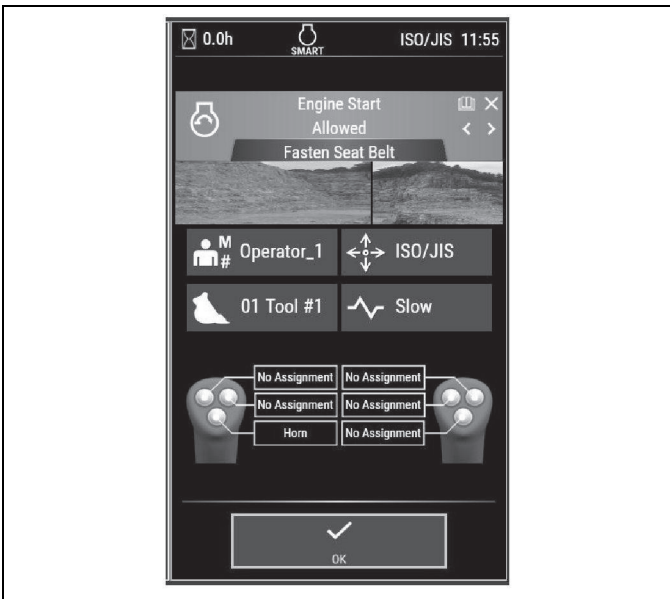 0.0h SMART ISO/JIS 11:55
Engine Start
Allowed
Fasten Seat Belt
M
# Operator_1 ISO/JIS
01 Tool #1 Slow
No Assignment No Assignment
No Assignment No Assignment
Horn No Assignment
OK